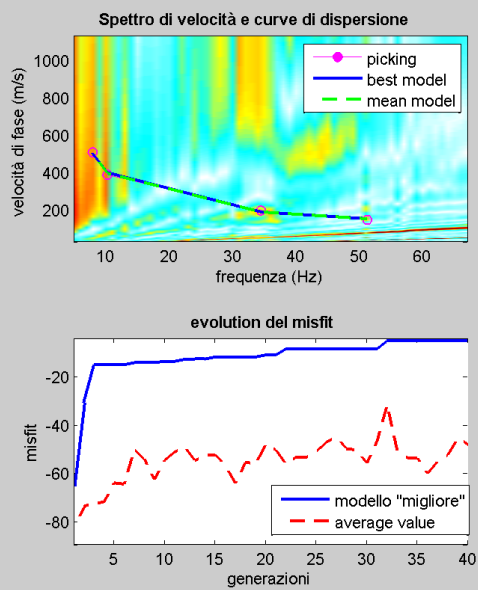 Spettro di velocità e curve di dispersione
velocità di fase (m/s)
1000
800
600
400
200
picking
best model
mean model
10
20
30
40
50
60
frequenza (Hz)
evolution del misfit
misfit
-20
-40
-60
-80
modello "migliore"
average value
5
10
15
20
25
30
35
40
generazioni